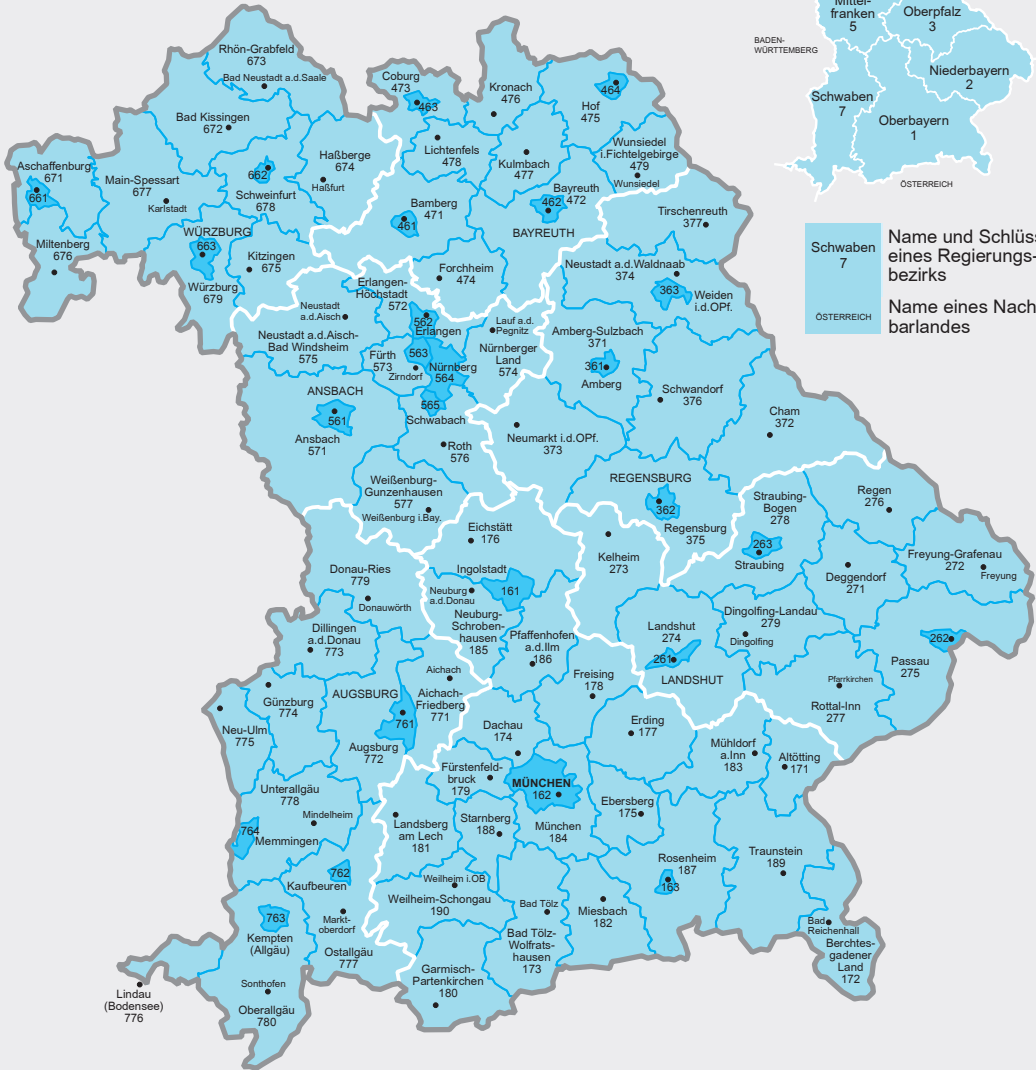 Mittel-
franken
5
Oberpfalz
3
BADEN-
WÜRTTEMBERG
Niederbayern
2
Schwaben
7
Oberbayern
1
ÖSTERREICH
Schwaben
7
Name und Schlüss
eines Regierungs-
bezirks
ÖSTERREICH
Name eines Nach
barlandes
Rhön-Grabfeld
673
Bad Neustadt a.d.Saale
Bad Kissingen
672
Coburg
473
463
Kronach
476
464
Hof
475
Lichtenfels
478
Kulmbach
477
Wunsiedel
i.Fichtelgebirge
479
Wunsiedel
Aschaffenburg
671
661
Main-Spessart
677
Karlstadt
662
Schweinfurt
678
Haßberge
674
Haßfurt
Bamberg
471
461
Bayreuth
462
472
BAYREUTH
Tirschenreuth
377
Miltenberg
676
WÜRZBURG
663
Würzburg
679
Kitzingen
675
Forchheim
474
Neustadt a.d.Waldnaab
374
363
Weiden
i.d.OPf.
Erlangen-
Höchstadt
572
562
Erlangen
Neustadt
a.d.Aisch
Neustadt a.d.Aisch-
Bad Windsheim
575
Fürth
573
563
Zirndorf
Nürnberg
564
Lauf a.d.
Pegnitz
Nürnberger
Land
574
Amberg-Sulzbach
371
361
Amberg
Schwandorf
376
Cham
372
ANSBACH
561
Ansbach
571
565
Schwabach
Roth
576
Neumarkt i.d.OPf.
373
Weißenburg-
Gunzenhausen
577
Weißenburg i.Bay.
REGENSBURG
362
Regensburg
375
Straubing-
Bogen
278
263
Straubing
Regen
276
Freyung-Grafenau
272
Freyung
Deggendorf
271
Eichstätt
176
Kelheim
273
Ingolstadt
161
Neuburg
a.d.Donau
Neuburg-
Schroben-
hausen
185
Pfaffenhofen
a.d.Ilm
186
Donau-Ries
779
Donauwörth
Dillingen
a.d.Donau
773
Landshut
274
261
LANDSHUT
Dingolfing-Landau
279
Dingolfing
262
Passau
275
Pfarrkirchen
Rottal-Inn
277
Günzburg
774
Neu-Ulm
775
AUGSBURG
761
Augsburg
772
Aichach
Aichach-
Friedberg
771
Freising
178
Erding
177
Dachau
174
Mühldorf
a.Inn
183
Altötting
171
Fürstenfeld-
bruck
179
MÜNCHEN
162
München
184
Ebersberg
175
Unterallgäu
778
Mindelheim
764
Memmingen
Landsberg
am Lech
181
Starnberg
188
Rosenheim
187
163
Traunstein
189
762
Kaufbeuren
Weilheim i.OB
Weilheim-Schongau
190
Bad Tölz
Bad Tölz-
Wolfrats-
hausen
173
Miesbach
182
Bad
Reichenhall
Berchtes-
gadener
Land
172
763
Kempten
(Allgäu)
Markt-
oberdorf
Ostallgäu
777
Garmisch-
Partenkirchen
180
Lindau
(Bodensee)
776
Sonthofen
Oberallgäu
780